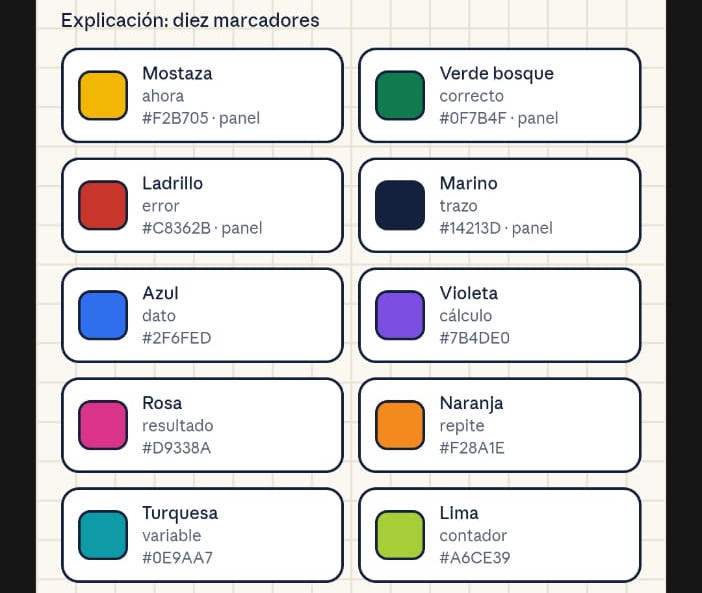 Explicación: diez marcadores
Mostaza
ahora
#F2B705 · panel
Verde bosque
correcto
#0F7B4F · panel
Ladrillo
error
#C8362B · panel
Marino
trazo
#14213D · panel
Azul
dato
#2F6FED
Violeta
cálculo
#7B4DE0
Rosa
resultado
#D9338A
Naranja
repite
#F28A1E
Turquesa
variable
#0E9AA7
Lima
contador
#A6CE39